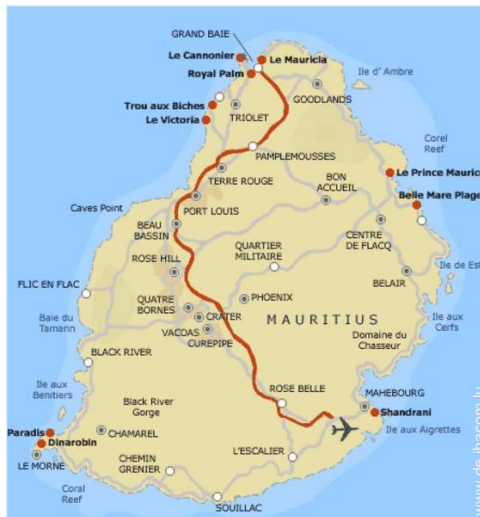 GRAND BAIE
Le Cannonier
Le Mauricia
Royal Palm
Ile d' Ambre
GOODLANDS
Trou aux Biches
TRIOLET
Le Victoria
Corel
Reef
PAMPLEMOUSSES
TERRE ROUGE
Le Prince Maurice
BON
ACCUEIL
Belle Mare Plage
PORT LOUIS
Caves Point
BEAU
BASSIN
CENTRE
DE FLACQ
QUARTIER
MILITAIRE
ROSE HILL
Ile de Est
BELAIR
FLIC EN FLAC
QUATRE
BORNES
PHOENIX
Ile aux
Cerfs
CRATER
MAURITIUS
Baie du
Tamann
VACOAS
CUREPIPE
Domaine du
Chasseur
BLACK RIVER
Ile aux
Benitiers
ROSE BELLE
MAHEBOURG
Black River
Gorge
Shandrani
Paradis
CHAMAREL
Ile aux Aigrettes
Dinarobin
L'ESCALIER
LE MORNE
CHEMIN
GRENIER
Coral
Reef
SOUILLAC